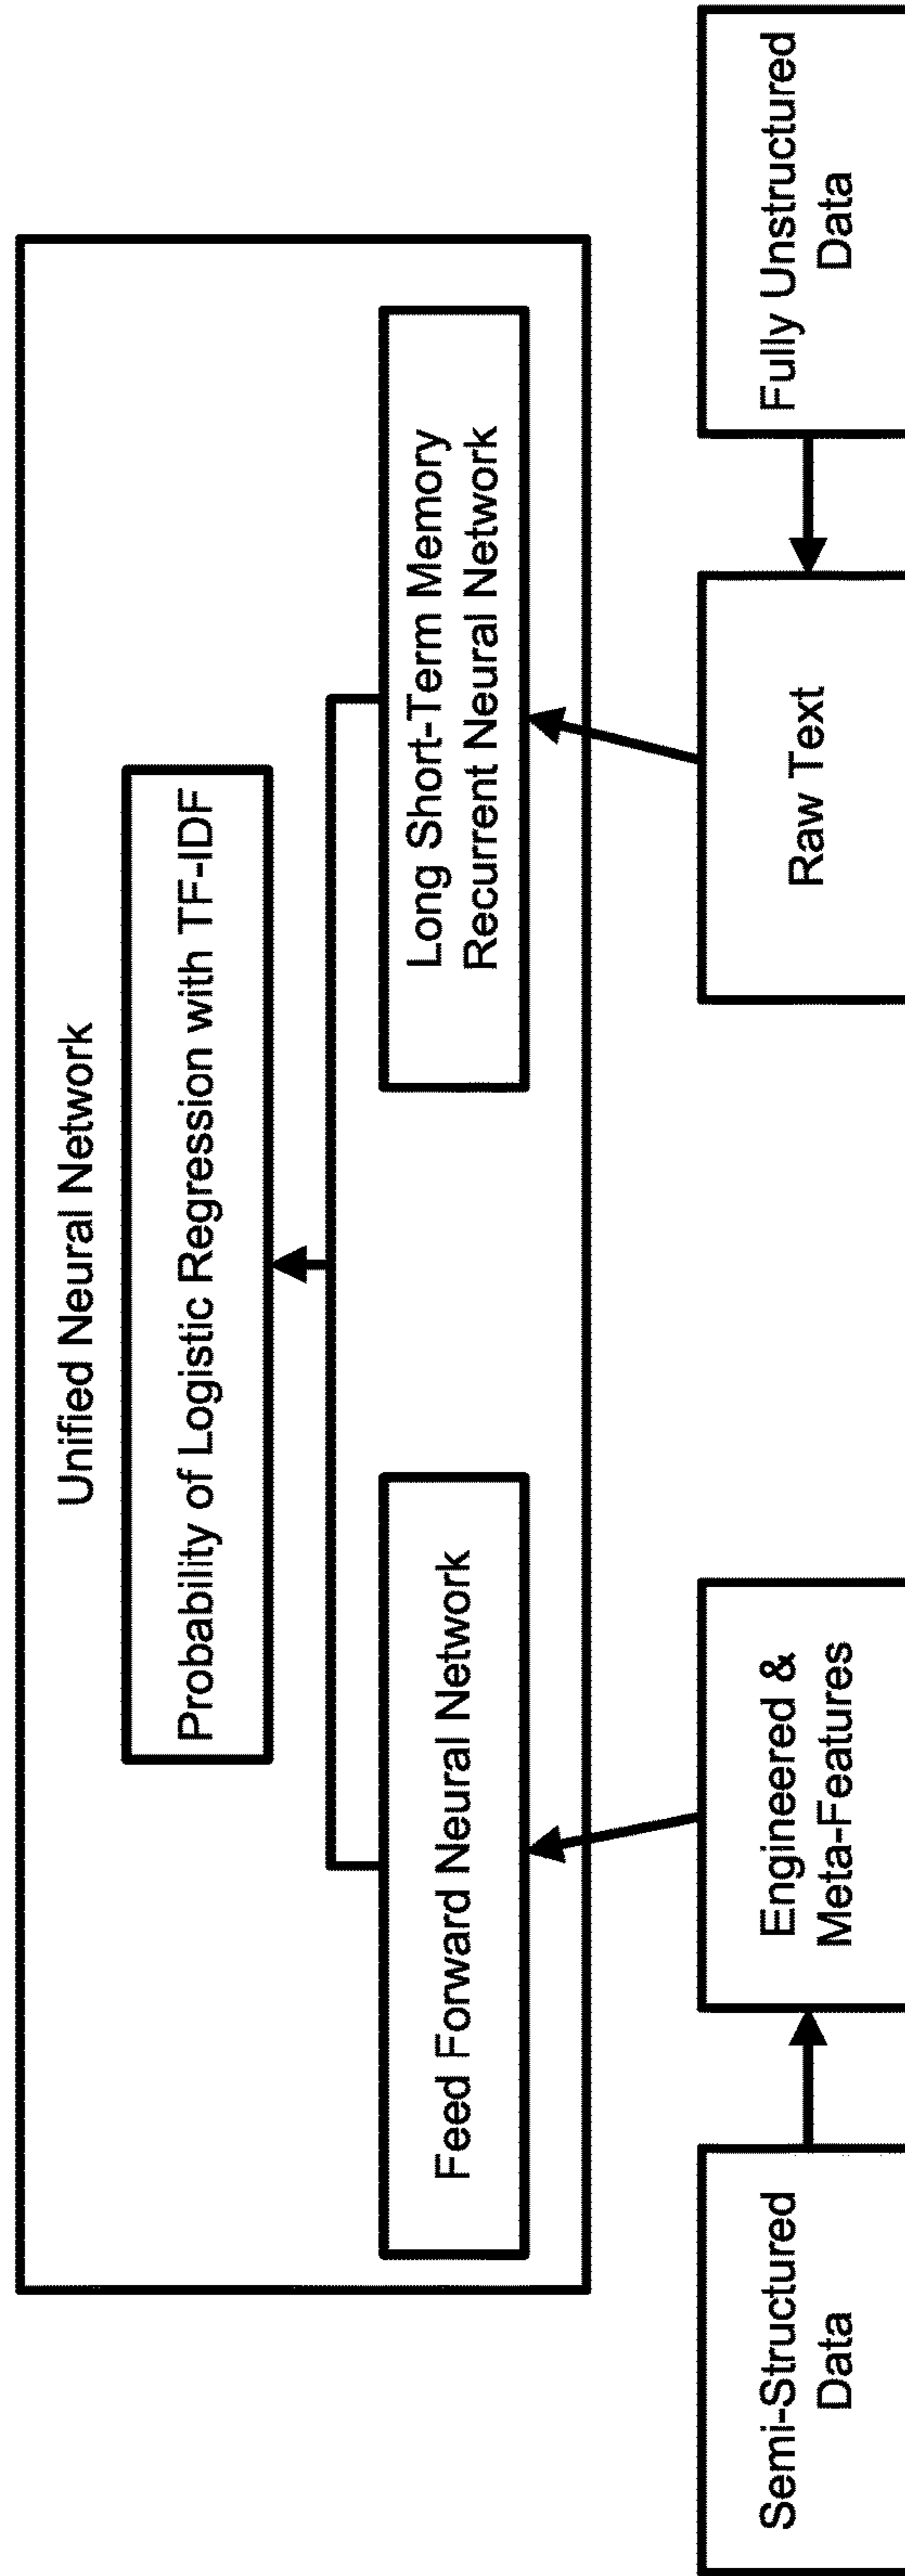 Unified Neural Network
Probability of Logistic Regression with TF-IDF
Feed Forward Neural Network
Long Short-Term Memory
Recurrent Neural Network
Semi-Structured
Data
Engineered &
Meta-Features
Raw Text
Fully Unstructured
Data